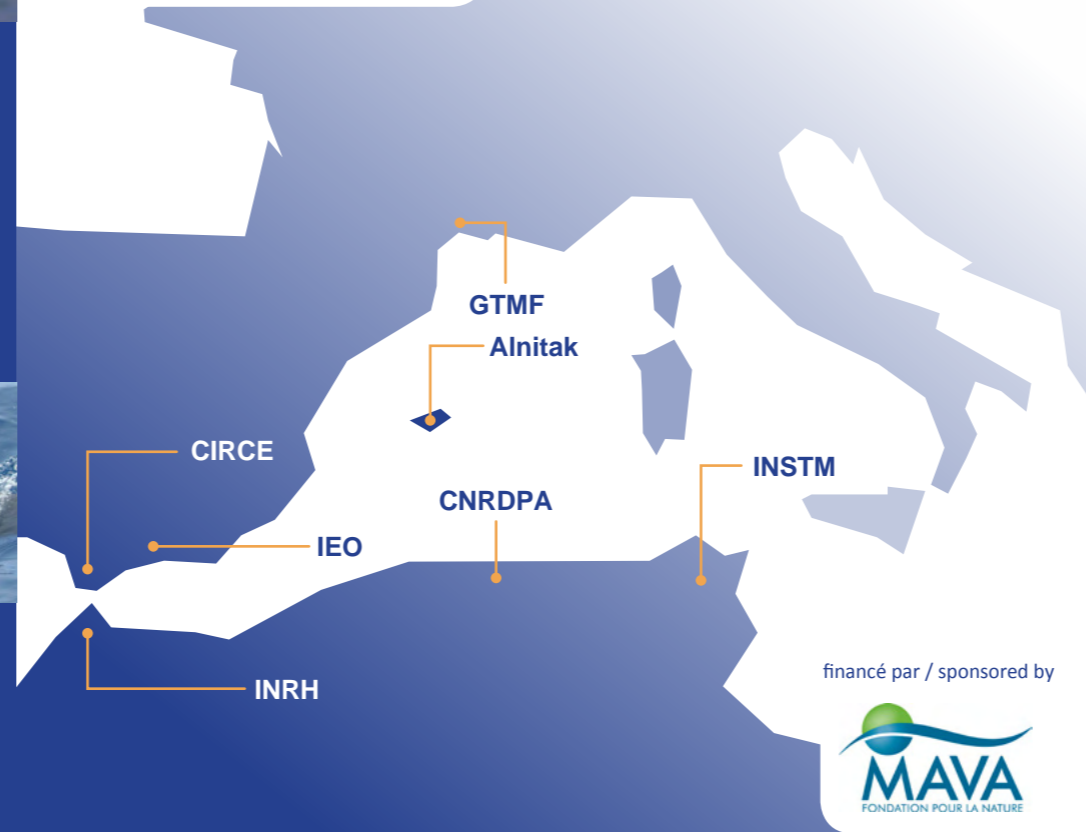 GTMF
Alnitak
CIRCE
INSTM
CNRDPA
IEO
INRH
financé par / sponsored by
MAVA
FONDATION POUR LA NATURE